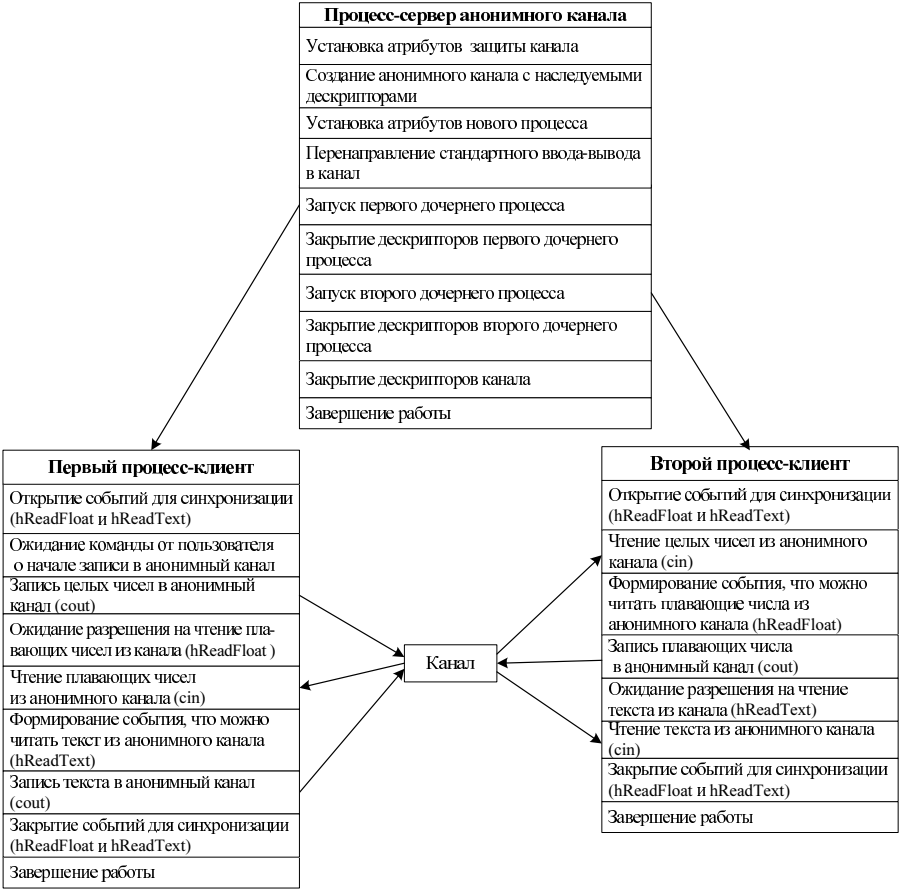 Процесс-сервер анонимного канала
Установка атрибутов защиты канала
Создание анонимного канала с наследуемыми
дескрипторами
Установка атрибутов нового процесса
Перенаправление стандартного ввода-вывода
в канал
Запуск первого дочернего процесса
Закрытие дескрипторов первого дочернего
процесса
Запуск второго дочернего процесса
Закрытие дескрипторов второго дочернего
процесса
Закрытие дескрипторов канала
Завершение работы
Первый процесс-клиент
Открытие событий для синхронизации
(hReadFloat и hReadText)
Ожидание команды от пользователя
о начале записи в анонимный канал
Запись целых чисел в анонимный
канал (cout)
Ожидание разрешения на чтение пла-
вающих чисел из канала (hReadFloat )
Чтение плавающих чисел
из анонимного канала (cin)
Формирование события, что можно
читать текст из анонимного канала
(hReadText)
Запись текста в анонимный канал
(cout)
Закрытие событий для синхронизации
(hReadFloat и hReadText)
Завершение работы
Канал
Второй процесс-клиент
Открытие событий для синхронизации
(hReadFloat и hReadText)
Чтение целых чисел из анонимного
канала (cin)
Формирование события, что можно
читать плавающие числа из
анонимного канала (hReadFloat)
Запись плавающих числа
в анонимный канал (cout)
Ожидание разрешения на чтение
текста из канала (hReadText)
Чтение текста из анонимного канала
(cin)
Закрытие событий для синхронизации
(hReadFloat и hReadText)
Завершение работы